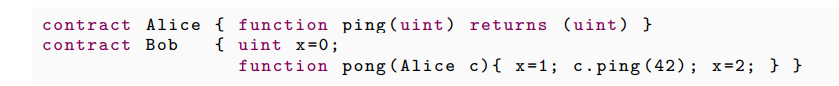 contract Alice { function ping(uint) returns (uint) }
contract Bob   { uint x=0;
                 function pong(Alice c){ x=1; c.ping(42); x=2; } }